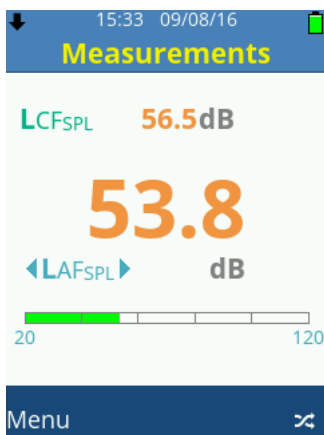 15:33 09/08/16
Measurements
LCFSPL 56.5dB
53.8
LAFSPL dB
20 120
Menu